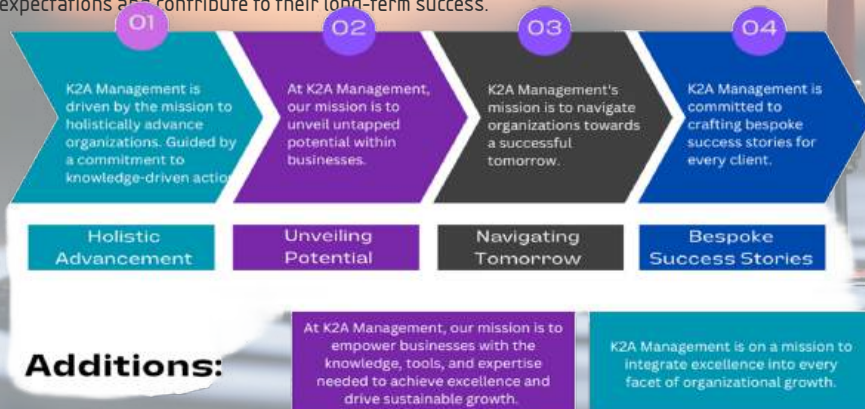 expectations and contribute to their long-term success.
01
02
03
04
K2A Management is
driven by the mission to
holistically advance
organizations. Guided by
a commitment to
knowledge-driven action
At K2A Management,
our mission is to
unveil untapped
potential within
businesses.
K2A Management's
mission is to navigate
organizations towards
a successful
tomorrow.
K2A Management is
committed to
crafting bespoke
success stories for
every client.
Holistic
Advancement
Unveiling
Potential
Navigating
Tomorrow
Bespoke
Success Stories
Additions:
At K2A Management, our mission is to
empower businesses with the
knowledge, tools, and expertise
needed to achieve excellence and
drive sustainable growth.
K2A Management is on a mission to
integrate excellence into every
facet of organizational growth.